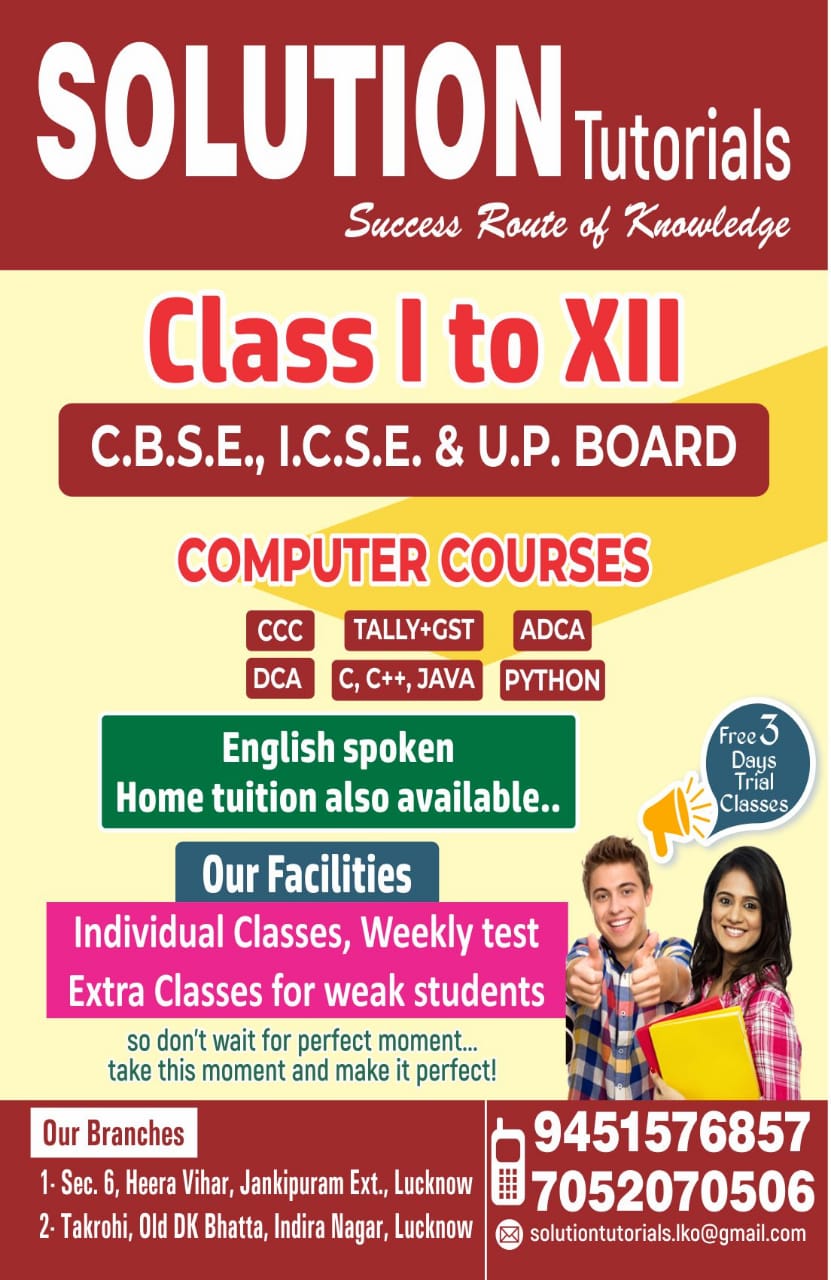 SOLUTION Tutorials
Success Route of Knowledge
Class I to XII
C.B.S.E., I.C.S.E. & U.P. BOARD
COMPUTER COURSES
CCC TALLY+GST ADCA
DCA C, C++, JAVA PYTHON
English spoken
Home tuition also available..
Free 3
Days
Trial
Classes
Our Facilities
Individual Classes, Weekly test
Extra Classes for weak students
so don't wait for perfect moment...
take this moment and make it perfect!
Our Branches
1- Sec. 6, Heera Vihar, Jankipuram Ext., Lucknow
2- Takrohi, Old DK Bhatta, Indira Nagar, Lucknow
9451576857
7052070506
solutiontutorials.lko@gmail.com